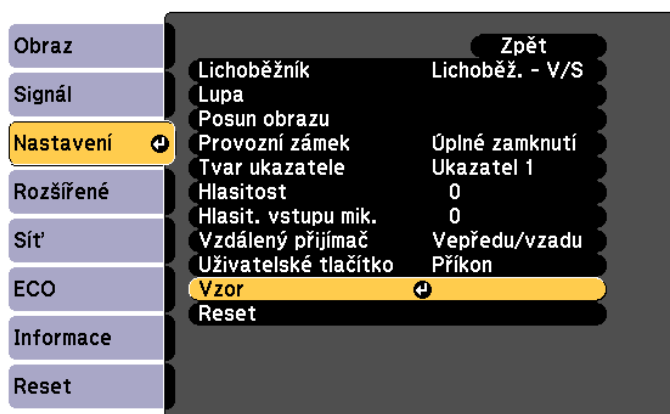 Obraz
Signál
Nastavení
Rozšířené
Síť
ECO
Informace
Reset
Zpět
Lichoběžník Lichoběž. - V/S
Lupa
Posun obrazu
Provozní zámek Úplné zamknutí
Tvar ukazatele Ukazatel 1
Hlasitost 0
Hlasit. vstupu mik. 0
Vzdálený přijímač Vepředu/vzadu
Uživatelské tlačítko Příkon
Vzor
Reset